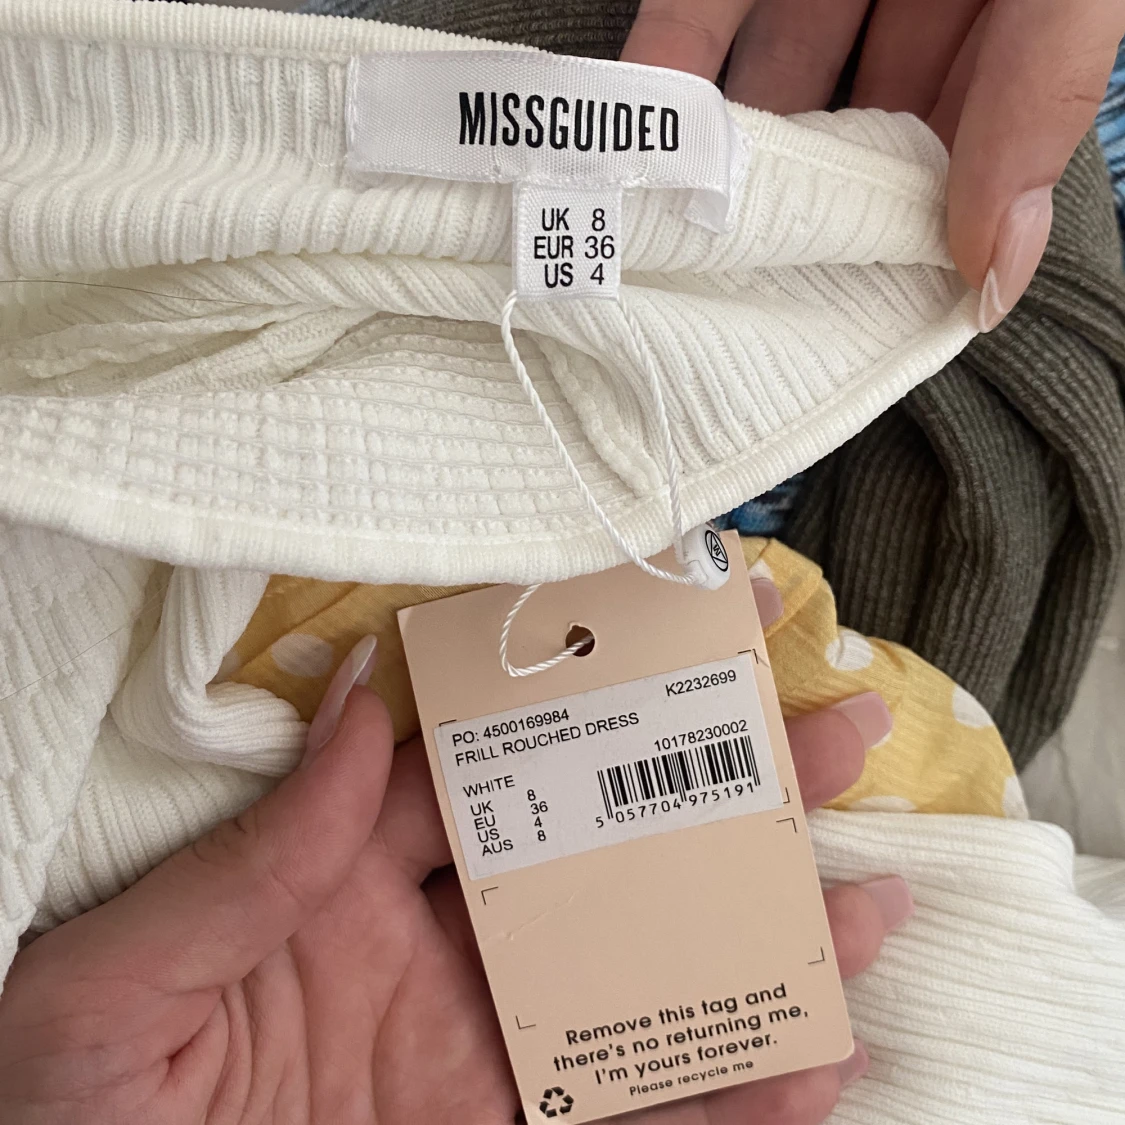 MISSGUIDED
UK 8
EUR 36
US 4
K2232699
PO: 4500169984
FRILL ROUCHED DRESS
10178230002
WHITE
UK 8
EU 36
US 4
AUS 8
5 057704 975191
Remove this tag and
there's no returning me,
I'm yours forever.
Please recycle me